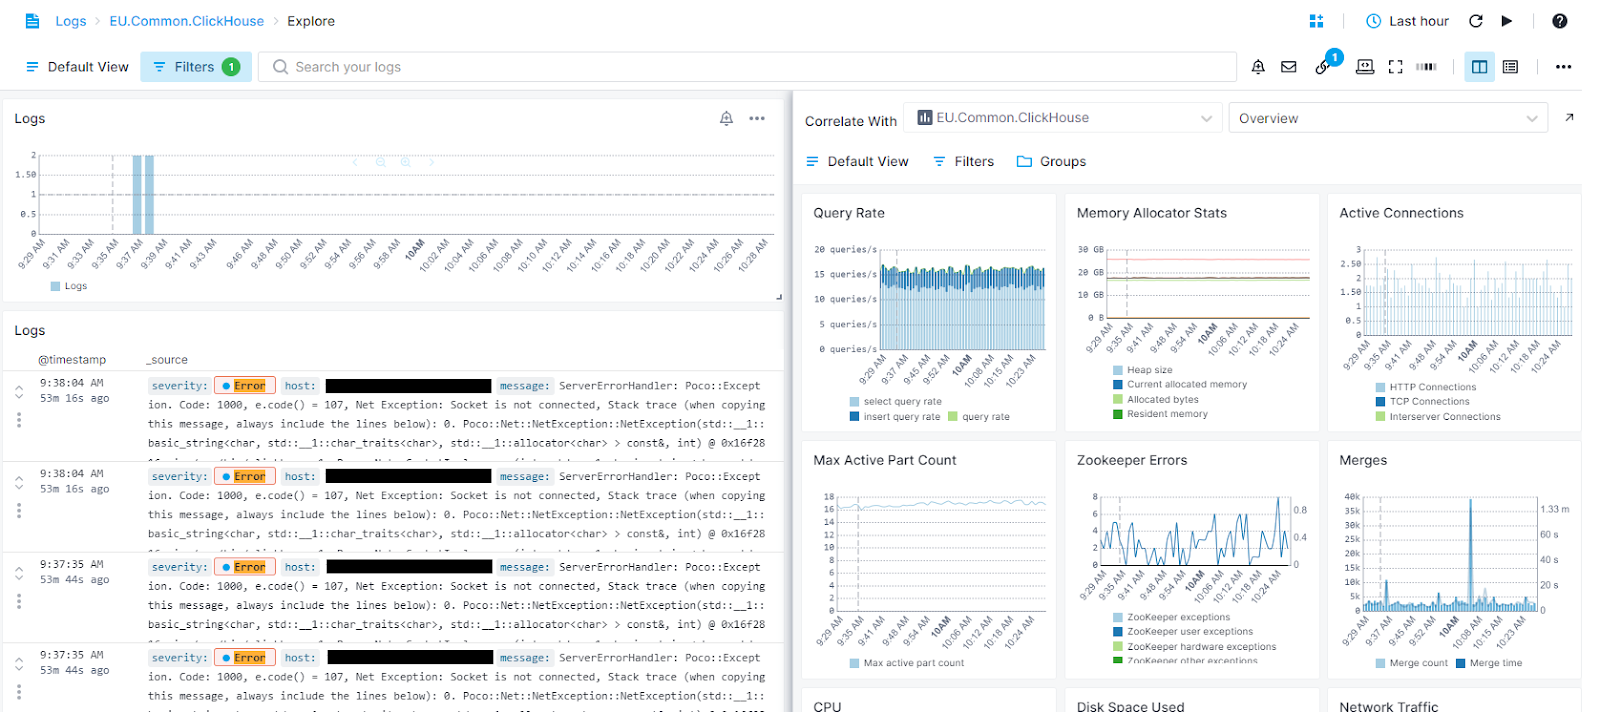 Logs > EU.Common.ClickHouse > Explore
Last hour
Default View
Filters 1
Search your logs
1
Logs
2
1.50
1
0.5
0
9:29 AM 9:31 AM 9:33 AM 9:35 AM 9:37 AM 9:39 AM 9:41 AM 9:43 AM 9:46 AM 9:48 AM 9:50 AM 9:52 AM 9:54 AM 9:56 AM 9:58 AM 10AM 10:02 AM 10:04 AM 10:06 AM 10:08 AM 10:10 AM 10:12 AM 10:14 AM 10:16 AM 10:18 AM 10:20 AM 10:22 AM 10:24 AM 10:26 AM 10:28 AM
Logs
Logs
@timestamp _source
9:38:04 AM
53m 16s ago
severity: Error host: message: ServerErrorHandler: Poco::Except
ion. Code: 1000, e.code() = 107, Net Exception: Socket is not connected, Stack trace (when copying
this message, always include the lines below): 0. Poco::Net::NetException::NetException(std::__1::
basic_string<char, std::__1::char_traits<char>, std::__1::allocator<char> > const&, int) @ 0x16f28
9:38:04 AM
53m 16s ago
severity: Error host: message: ServerErrorHandler: Poco::Except
ion. Code: 1000, e.code() = 107, Net Exception: Socket is not connected, Stack trace (when copying
this message, always include the lines below): 0. Poco::Net::NetException::NetException(std::__1::
basic_string<char, std::__1::char_traits<char>, std::__1::allocator<char> > const&, int) @ 0x16f28
9:37:35 AM
53m 44s ago
severity: Error host: message: ServerErrorHandler: Poco::Except
ion. Code: 1000, e.code() = 107, Net Exception: Socket is not connected, Stack trace (when copying
this message, always include the lines below): 0. Poco::Net::NetException::NetException(std::__1::
basic_string<char, std::__1::char_traits<char>, std::__1::allocator<char> > const&, int) @ 0x16f28
9:37:35 AM
53m 44s ago
severity: Error host: message: ServerErrorHandler: Poco::Except
ion. Code: 1000, e.code() = 107, Net Exception: Socket is not connected, Stack trace (when copying
this message, always include the lines below): 0. Poco::Net::NetException::NetException(std::__1::
Correlate With
EU.Common.ClickHouse
Overview
Default View
Filters
Groups
Query Rate
20 queries/s
15 queries/s
10 queries/s
5 queries/s
0 queries/s
9:29 AM 9:37 AM 9:45 AM 9:52 AM 10AM 10:08 AM 10:15 AM 10:23 AM
select query rate
insert query rate query rate
Memory Allocator Stats
30 GB
20 GB
10 GB
0 B
9:29 AM 9:35 AM 9:41 AM 9:48 AM 9:54 AM 10AM 10:06 AM 10:12 AM 10:18 AM 10:24 AM
Heap size
Current allocated memory
Allocated bytes
Resident memory
Active Connections
3
2.50
2
1.50
1
0.5
0
9:29 AM 9:35 AM 9:41 AM 9:48 AM 9:54 AM 10AM 10:06 AM 10:12 AM 10:18 AM 10:24 AM
HTTP Connections
TCP Connections
Interserver Connections
Max Active Part Count
18
16
14
12
10
8
6
4
2
0
9:29 AM 9:35 AM 9:41 AM 9:48 AM 9:54 AM 10AM 10:06 AM 10:12 AM 10:18 AM 10:24 AM
Max active part count
Zookeeper Errors
8
6
4
2
0
0.8
0.4
0
9:29 AM 9:35 AM 9:41 AM 9:48 AM 9:54 AM 10AM 10:06 AM 10:12 AM 10:18 AM 10:24 AM
ZooKeeper exceptions
ZooKeeper user exceptions
ZooKeeper hardware exceptions
ZooKeeper other exceptions
Merges
40k
35k
30k
25k
20k
15k
10k
5k
0
1.33 m
60 s
40 s
20 s
0
9:29 AM 9:37 AM 9:45 AM 9:52 AM 10AM 10:08 AM 10:15 AM 10:23 AM
Merge count Merge time
CPU
Disk Space Used
Network Traffic